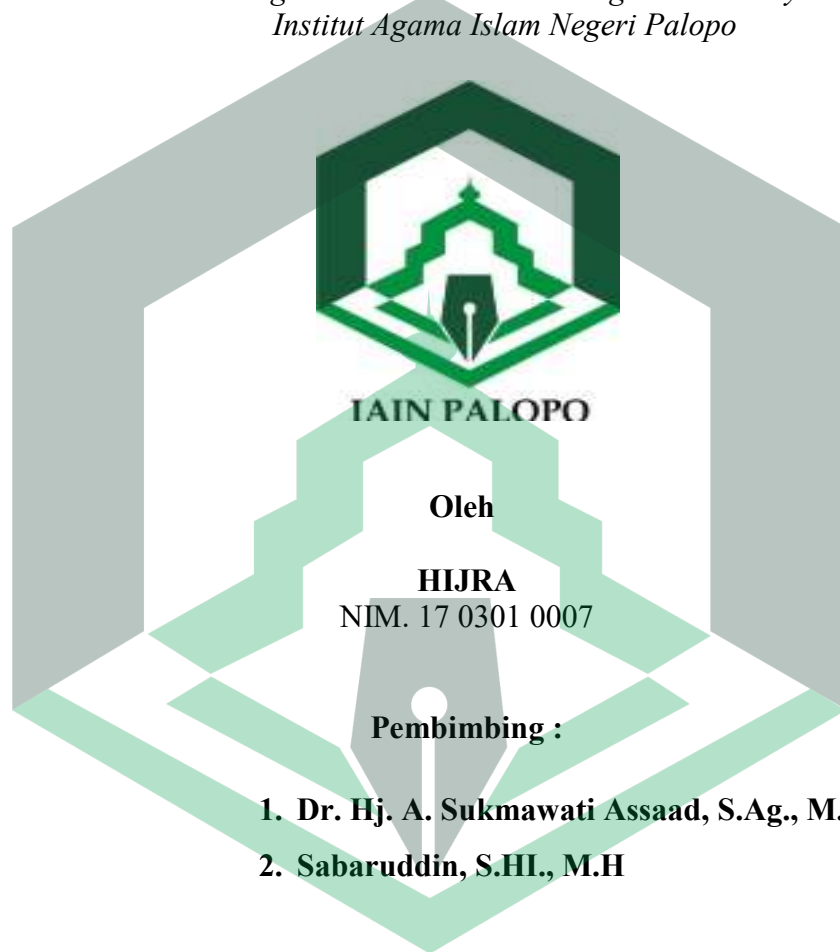 Institut Agama Islam Negeri Palopo
IAIN PALOPO
Oleh
HIJRA
NIM. 17 0301 0007
Pembimbing :
1. Dr. Hj. A. Sukmawati Assaad, S.Ag., M.
2. Sabaruddin, S.HI., M.H